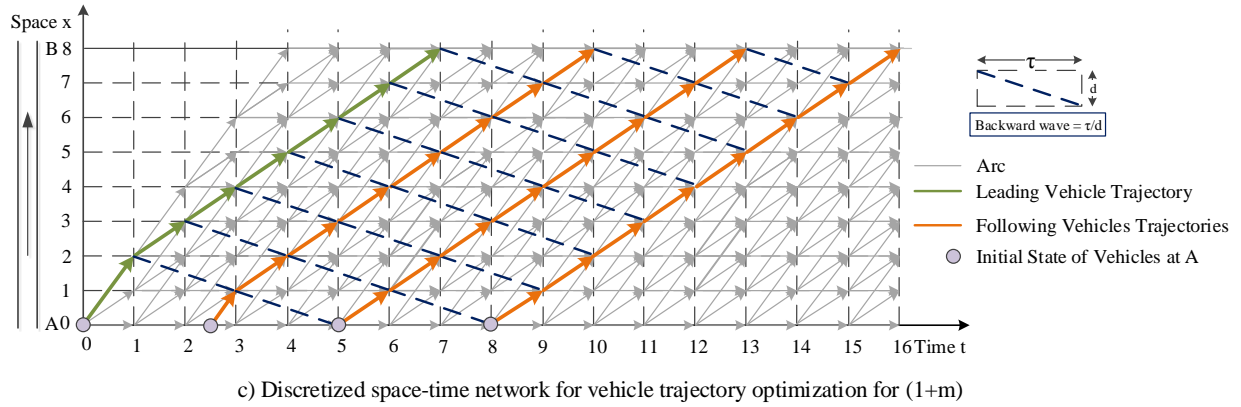 Space x
B 8
7
6
5
4
3
2
1
A0
0 1 2 3 4 5 6 7 8 9 10 11 12 13 14 15 16 Time t
τ
d
Backward wave = τ/d
Arc
Leading Vehicle Trajectory
Following Vehicles Trajectories
Initial State of Vehicles at A
c) Discretized space-time network for vehicle trajectory optimization for (1+m)